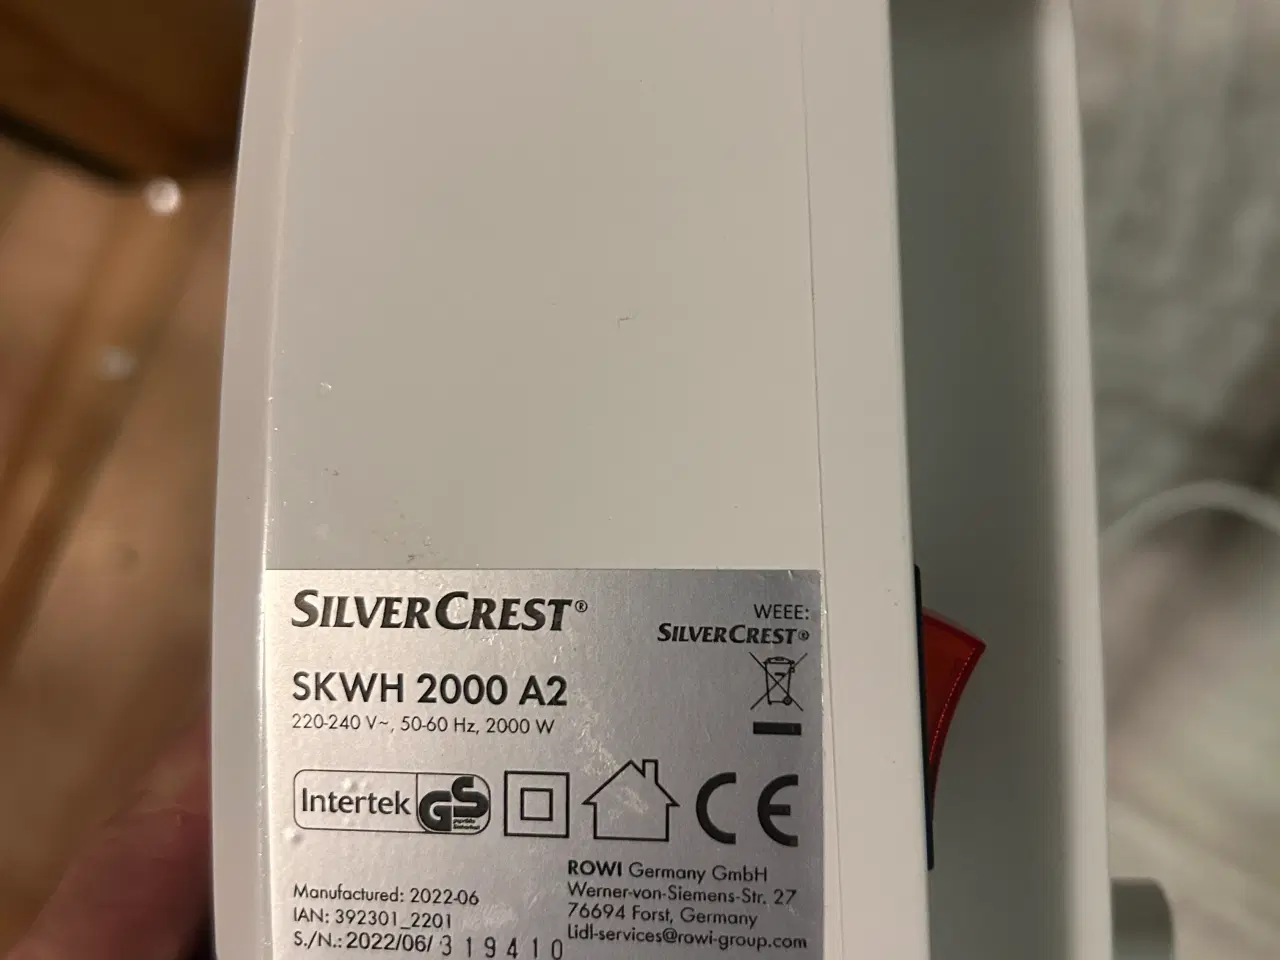 SILVERCREST®
WEEE:
SILVERCREST®
SKWH 2000 A2
220-240 V~, 50-60 Hz, 2000 W
Intertek GS
geprüfte
Sicherheit
CE
ROWI Germany GmbH
Werner-von-Siemens-Str. 27
76694 Forst, Germany
Lidl-services@rowi-group.com
Manufactured: 2022-06
IAN: 392301_2201
S./N.: 2022/06/ 3 1 9 4 1 0